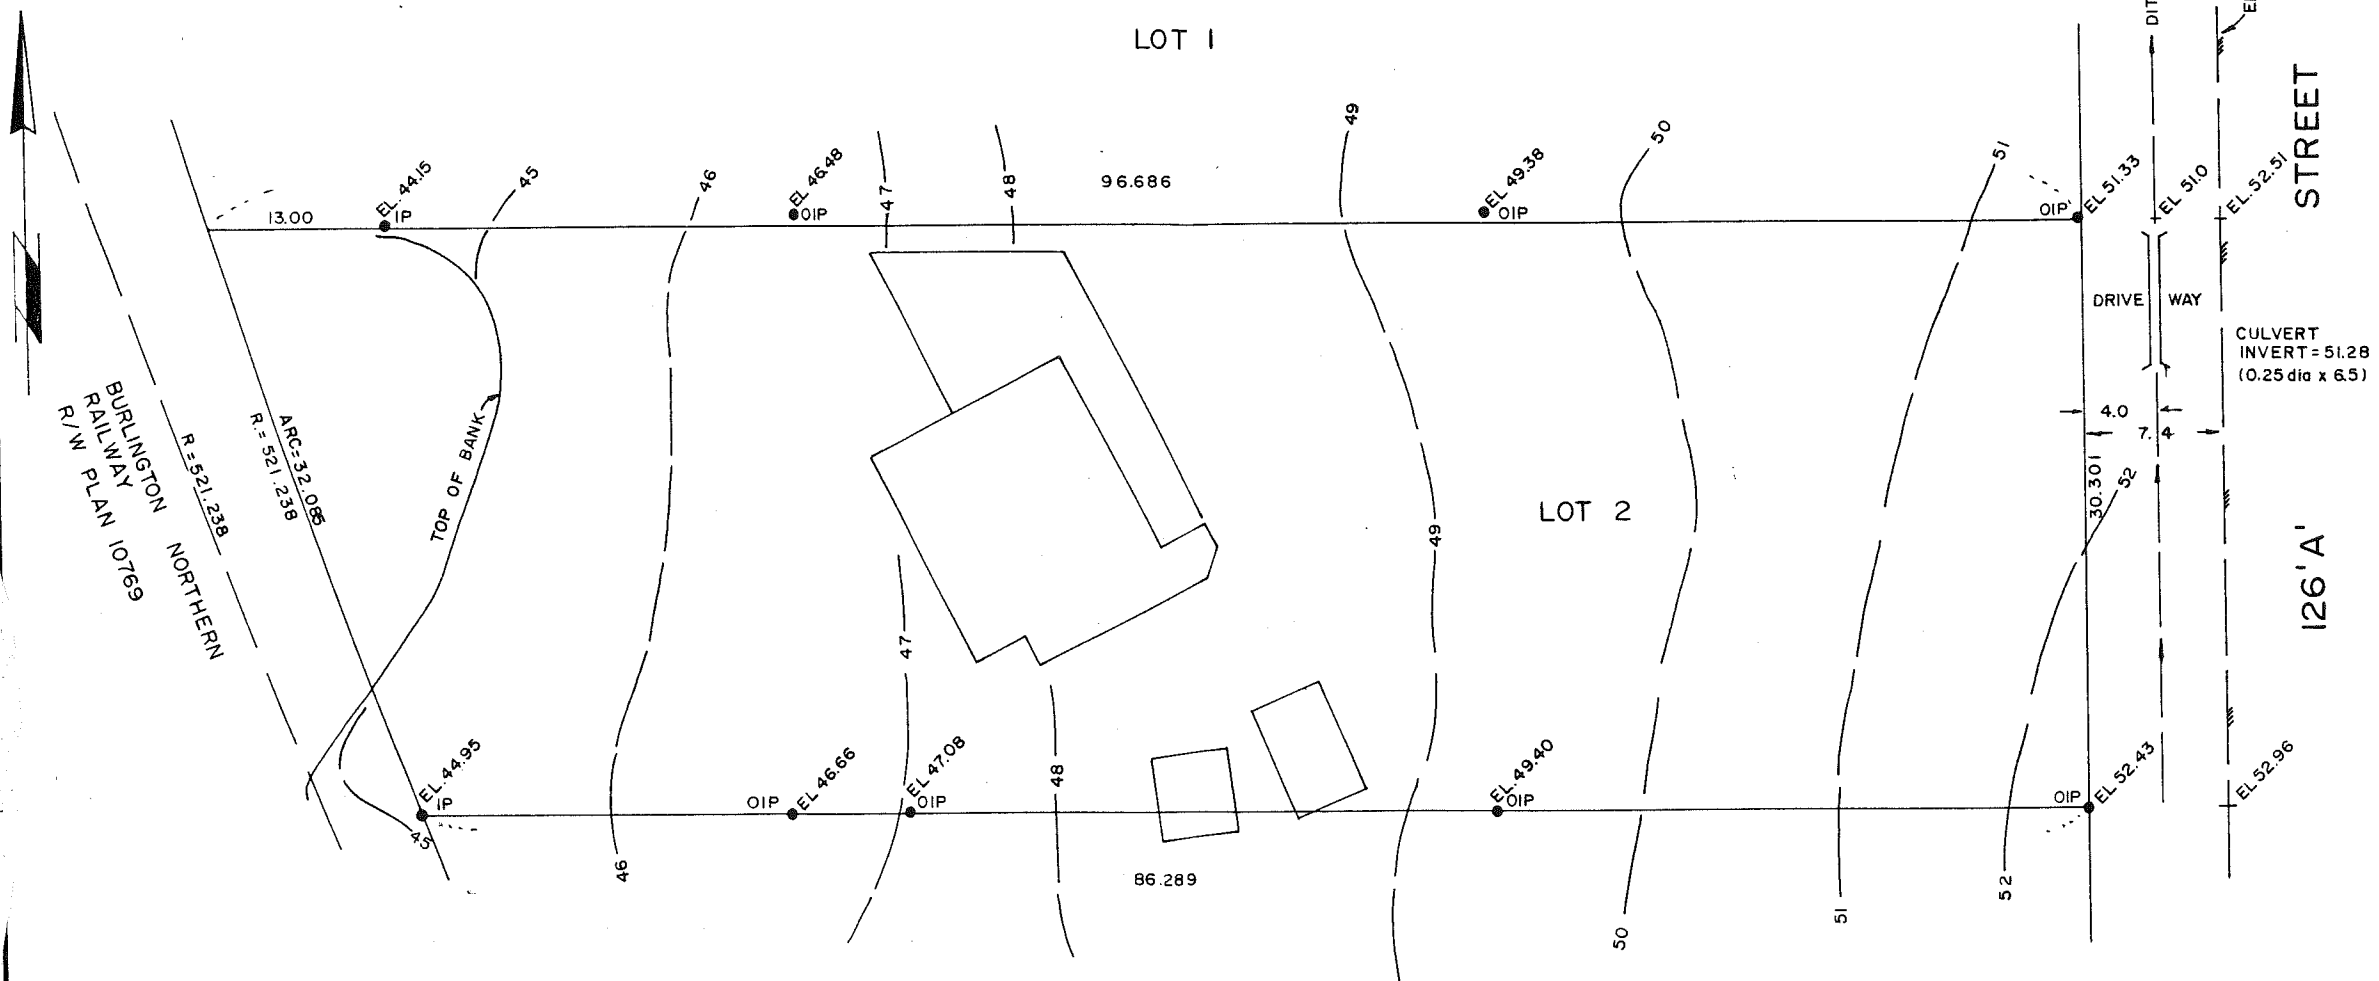 LOT 1
DIT
STREET
13.00
EL. 44.15
IP
45
46
EL 46.48
OIP
47
48
96.686
49
EL 49.38
OIP
50
51
OIP
EL 51.33
EL 51.0
EL. 52.51
DRIVE WAY
CULVERT
INVERT = 51.28
(0.25 dia x 6.5)
4.0
7.4
30.301
52
BURLINGTON NORTHERN
RAILWAY
R/W PLAN 10769
R = 521.238
ARC = 32.085
R. = 521.238
TOP OF BANK
LOT 2
49
126'A'
47
EL. 44.95
IP
45
46
OIP
EL 46.66
EL 47.08
OIP
48
86.289
EL. 49.40
OIP
50
51
52
OIP
EL 52.43
EL 52.96